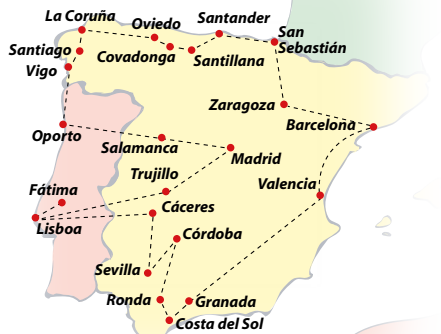 La Coruña
Oviedo
Santander
San
Sebastián
Santiago
Covadonga
Santillana
Vigo
Zaragoza
Barcelona
Oporto
Salamanca
Madrid
Trujillo
Valencia
Fátima
Cáceres
Lisboa
Córdoba
Sevilla
Ronda
Granada
Costa del Sol